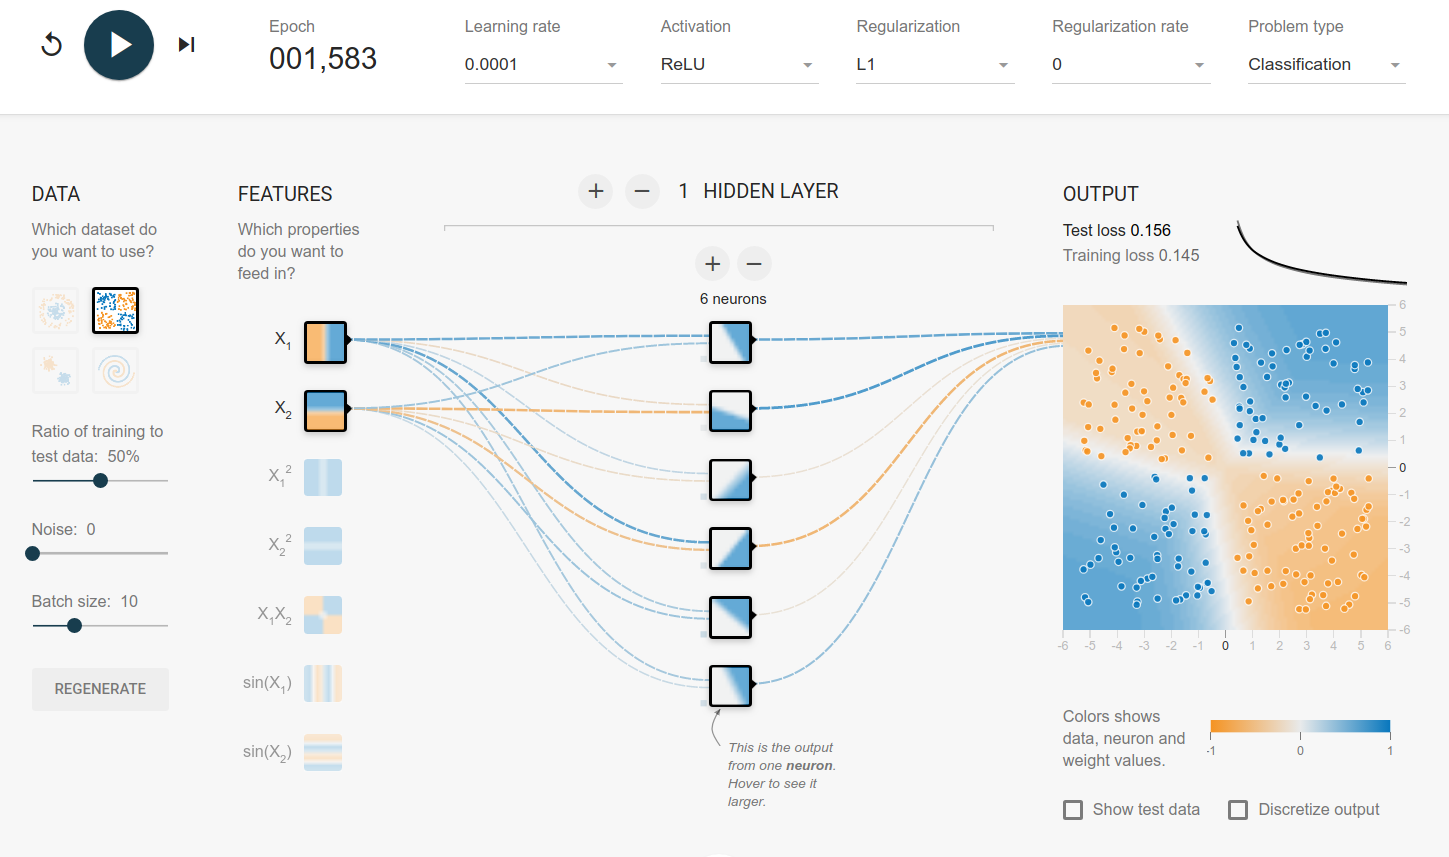 Epoch
001,583
Learning rate
0.0001
Activation
ReLU
Regularization
L1
Regularization rate
0
Problem type
Classification
DATA
Which dataset do
you want to use?
Ratio of training to
test data: 50%
Noise: 0
Batch size: 10
REGENERATE
FEATURES
Which properties
do you want to
feed in?
X1
X2
X1²
X2²
X1X2
sin(X1)
sin(X2)
+ − 1 HIDDEN LAYER
+ −
6 neurons
This is the output
from one neuron.
Hover to see it
larger.
OUTPUT
Test loss 0.156
Training loss 0.145
6
5
4
3
2
1
0
-1
-2
-3
-4
-5
-6
-6 -5 -4 -3 -2 -1 0 1 2 3 4 5 6
Colors shows
data, neuron and
weight values.
-1 0 1
Show test data
Discretize output